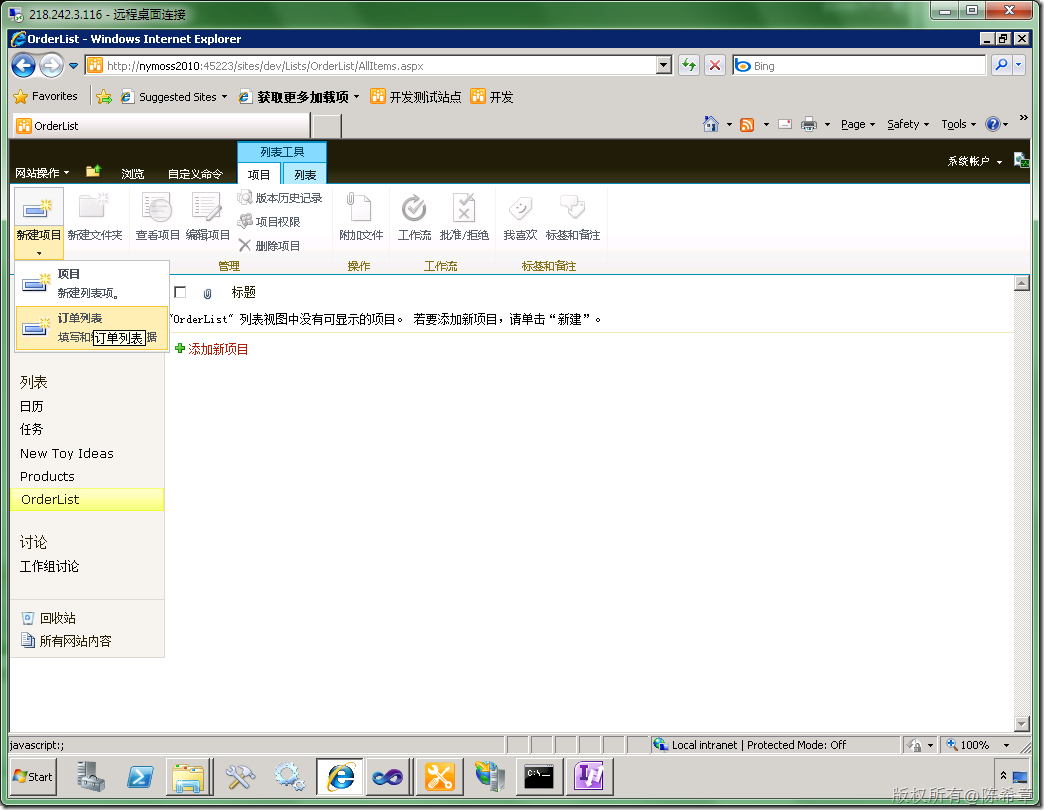 218.242.3.116 - 远程桌面连接
OrderList - Windows Internet Explorer
http://nymoss2010:45223/sites/dev/Lists/OrderList/AllItems.aspx
Bing
Favorites
Suggested Sites
获取更多加载项
开发测试站点
开发
OrderList
Page
Safety
Tools
列表工具
系统帐户
网站操作
浏览
自定义命令
项目
列表
新建项目
新建文件夹
查看项目
编辑项目
版本历史记录
项目权限
删除项目
附加文件
工作流
批准/拒绝
我喜欢
标签和备注
管理
操作
工作流
标签和备注
项目
新建列表项。
订单列表
填写和
订单列表
据
标题
"OrderList" 列表视图中没有可显示的项目。 若要添加新项目，请单击“新建”。
添加新项目
列表
日历
任务
New Toy Ideas
Products
OrderList
讨论
工作组讨论
回收站
所有网站内容
javascript:;
Local intranet | Protected Mode: Off
100%
Start
C:\_
版权所有@陈希章